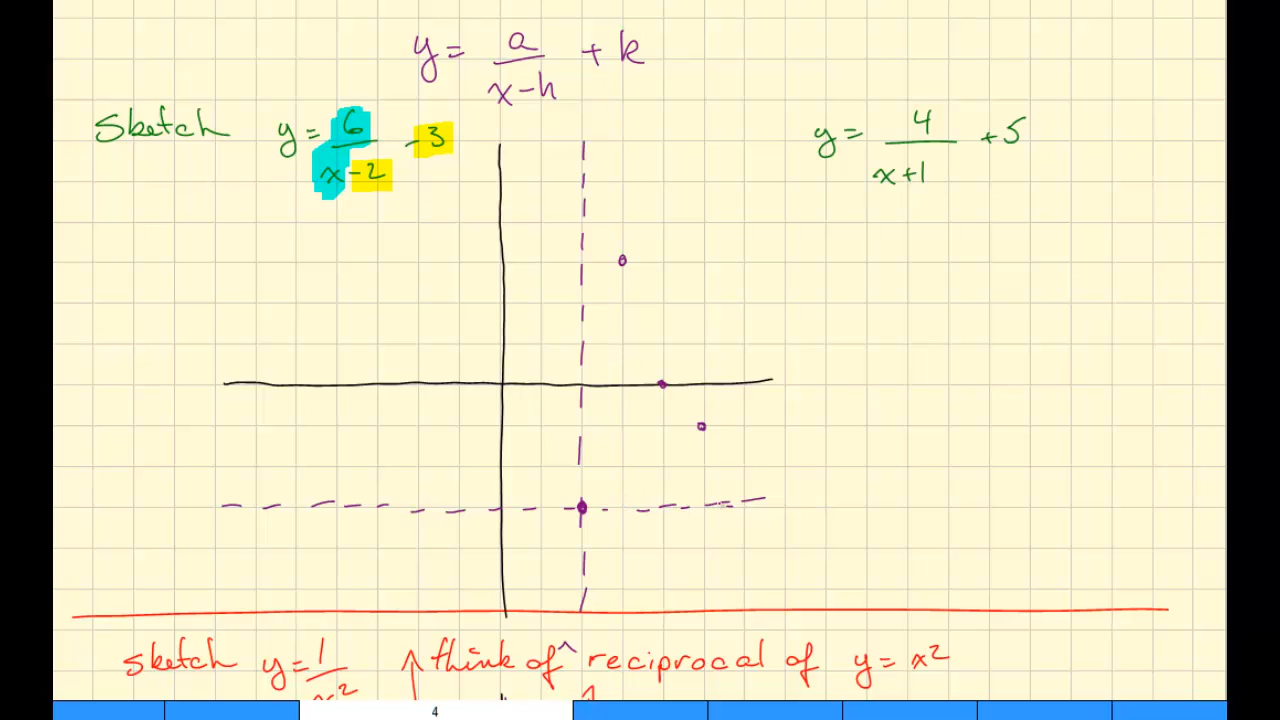 y = a/(x-h) + k
Sketch y = 6/(x-2) - 3
y = 4/(x+1) + 5
Sketch y = 1/x² ↑ think of ^ reciprocal of y = x²
4